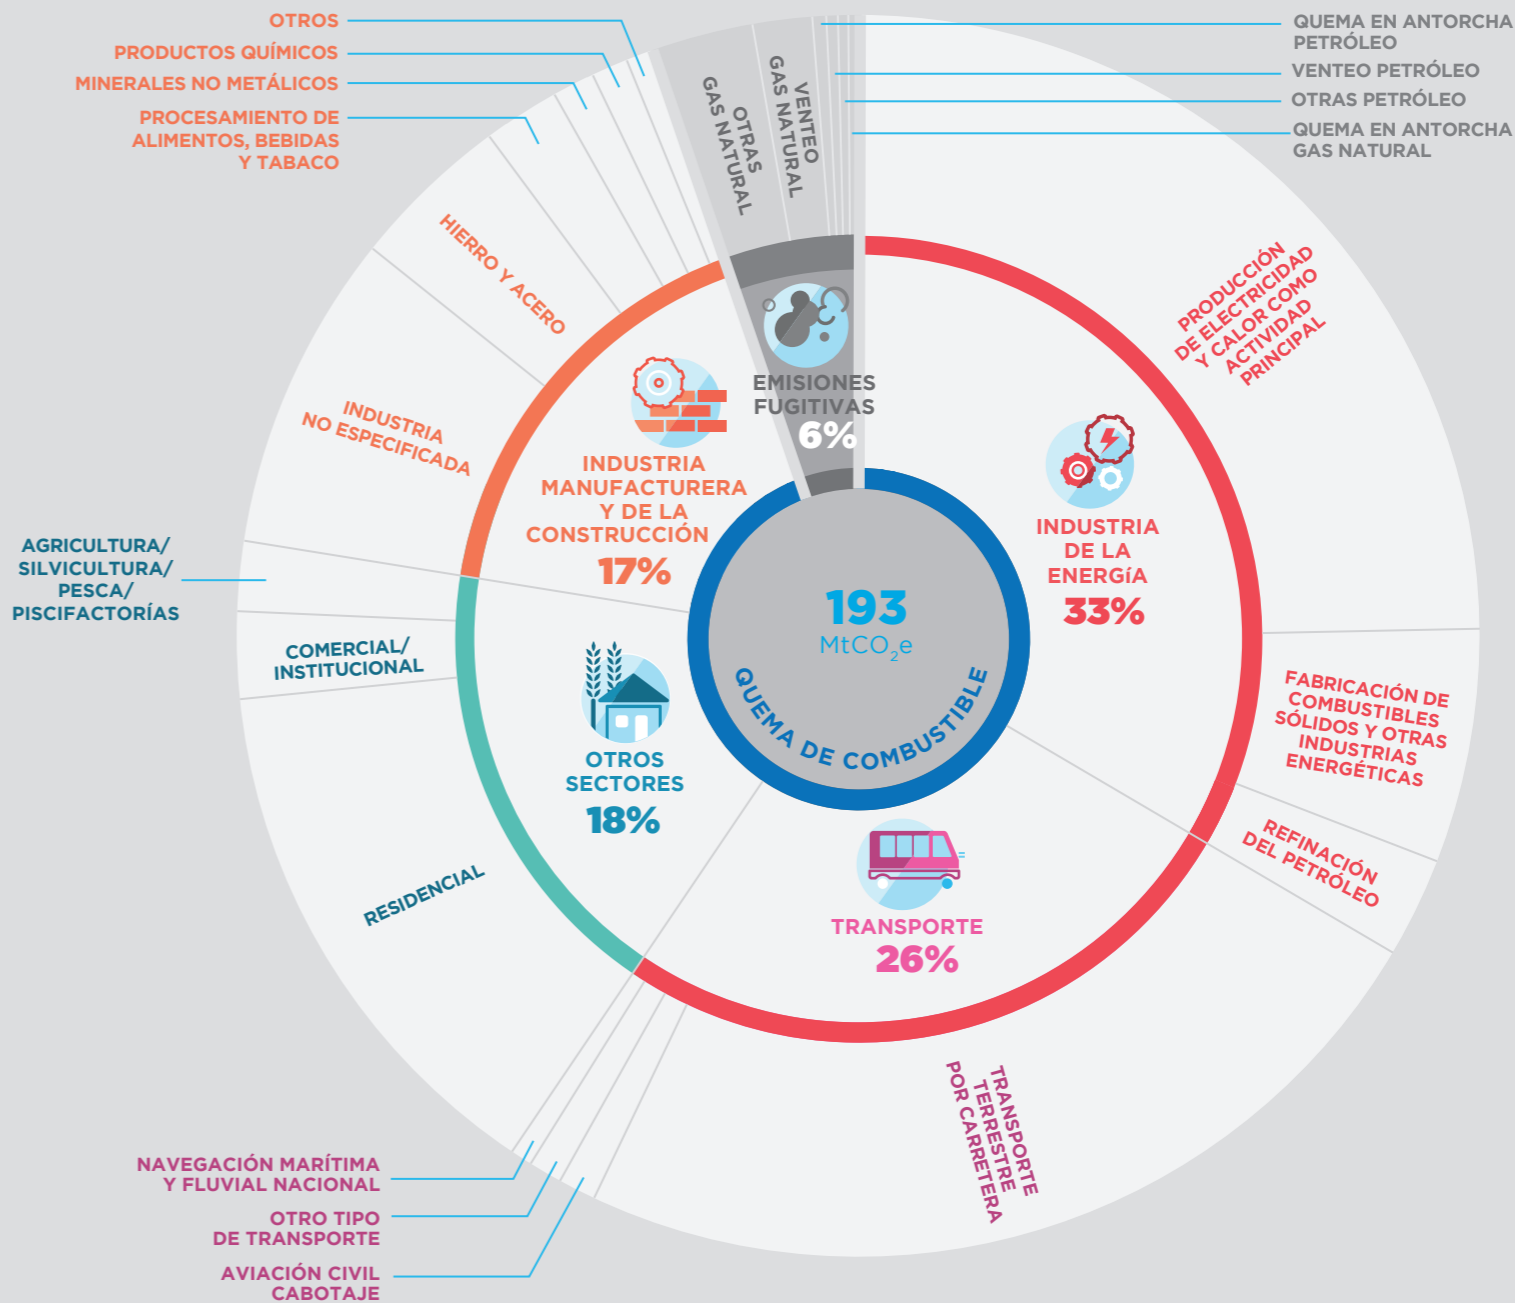 OTROS
PRODUCTOS QUÍMICOS
MINERALES NO METÁLICOS
PROCESAMIENTO DE
ALIMENTOS, BEBIDAS
Y TABACO
HIERRO Y ACERO
INDUSTRIA
NO ESPECIFICADA
AGRICULTURA/
SILVICULTURA/
PESCA/
PISCIFACTORÍAS
COMERCIAL/
INSTITUCIONAL
RESIDENCIAL
NAVEGACIÓN MARÍTIMA
Y FLUVIAL NACIONAL
OTRO TIPO
DE TRANSPORTE
AVIACIÓN CIVIL
CABOTAJE
OTRAS
GAS NATURAL
VENTEO
GAS NATURAL
QUEMA EN ANTORCHA
PETRÓLEO
VENTEO PETRÓLEO
OTRAS PETRÓLEO
QUEMA EN ANTORCHA
GAS NATURAL
PRODUCCIÓN
DE ELECTRICIDAD
Y CALOR COMO
ACTIVIDAD
PRINCIPAL
FABRICACIÓN DE
COMBUSTIBLES
SÓLIDOS Y OTRAS
INDUSTRIAS
ENERGÉTICAS
REFINACIÓN
DEL PETRÓLEO
TRANSPORTE
TERRESTRE
POR CARRETERA
EMISIONES
FUGITIVAS
6%
INDUSTRIA
MANUFACTURERA
Y DE LA
CONSTRUCCIÓN
17%
INDUSTRIA
DE LA
ENERGíA
33%
OTROS
SECTORES
18%
TRANSPORTE
26%
193
MtCO₂e
QUEMA DE COMBUSTIBLE